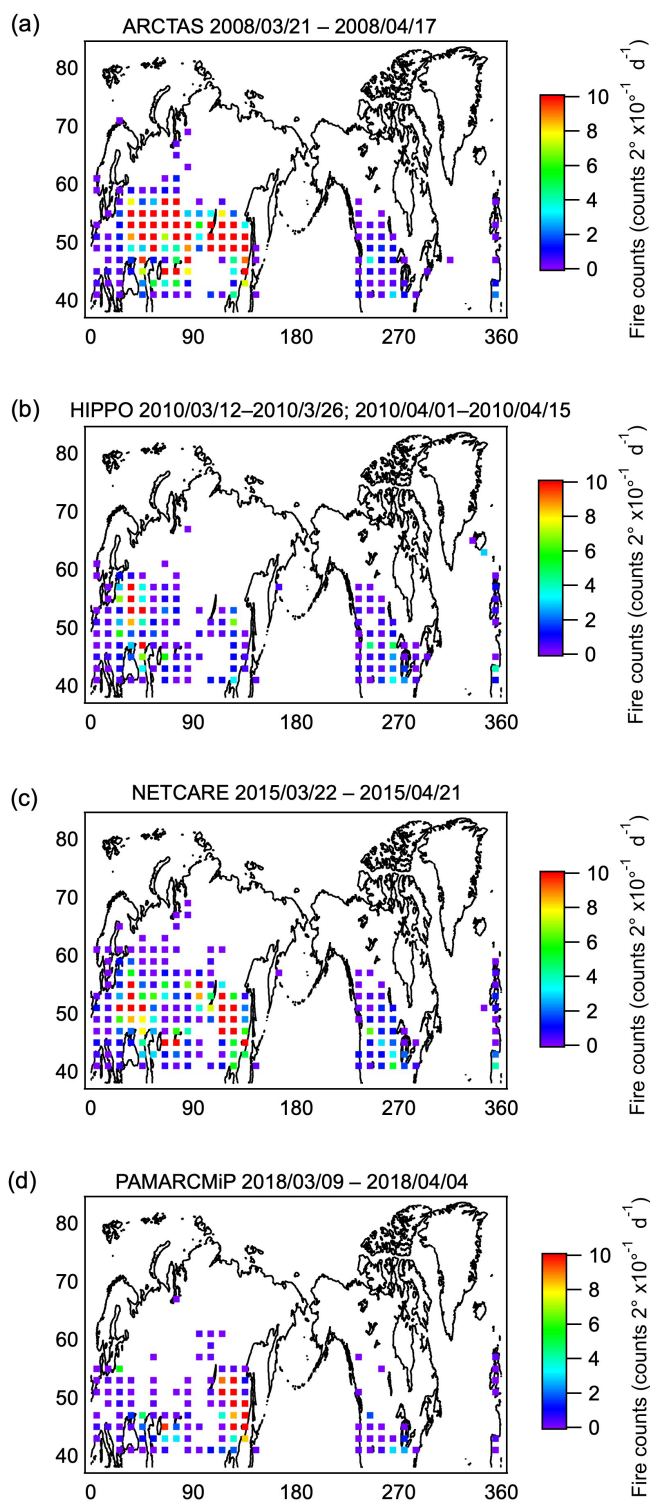 (a)
ARCTAS 2008/03/21 – 2008/04/17
80
70
60
50
40
0 90 180 270 360
10
8
6
4
2
0
Fire counts (counts 2° x10°⁻¹ d⁻¹)
(b)
HIPPO 2010/03/12–2010/3/26; 2010/04/01–2010/04/15
80
70
60
50
40
0 90 180 270 360
10
8
6
4
2
0
Fire counts (counts 2° x10°⁻¹ d⁻¹)
(c)
NETCARE 2015/03/22 – 2015/04/21
80
70
60
50
40
0 90 180 270 360
10
8
6
4
2
0
Fire counts (counts 2° x10°⁻¹ d⁻¹)
(d)
PAMARCMiP 2018/03/09 – 2018/04/04
80
70
60
50
40
0 90 180 270 360
10
8
6
4
2
0
Fire counts (counts 2° x10°⁻¹ d⁻¹)